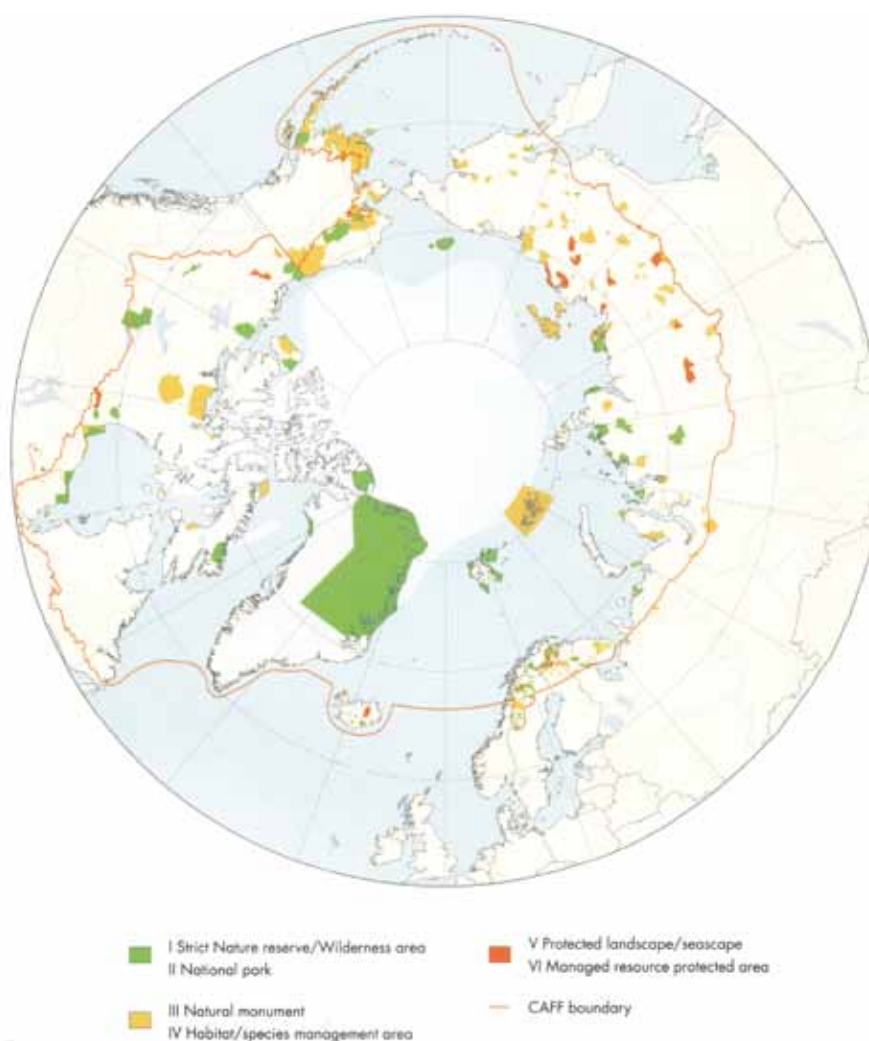 I Strict Nature reserve/Wilderness area
II National park
III Natural monument
IV Habitat/species management area
V Protected landscape/seascape
VI Managed resource protected area
CAFF boundary